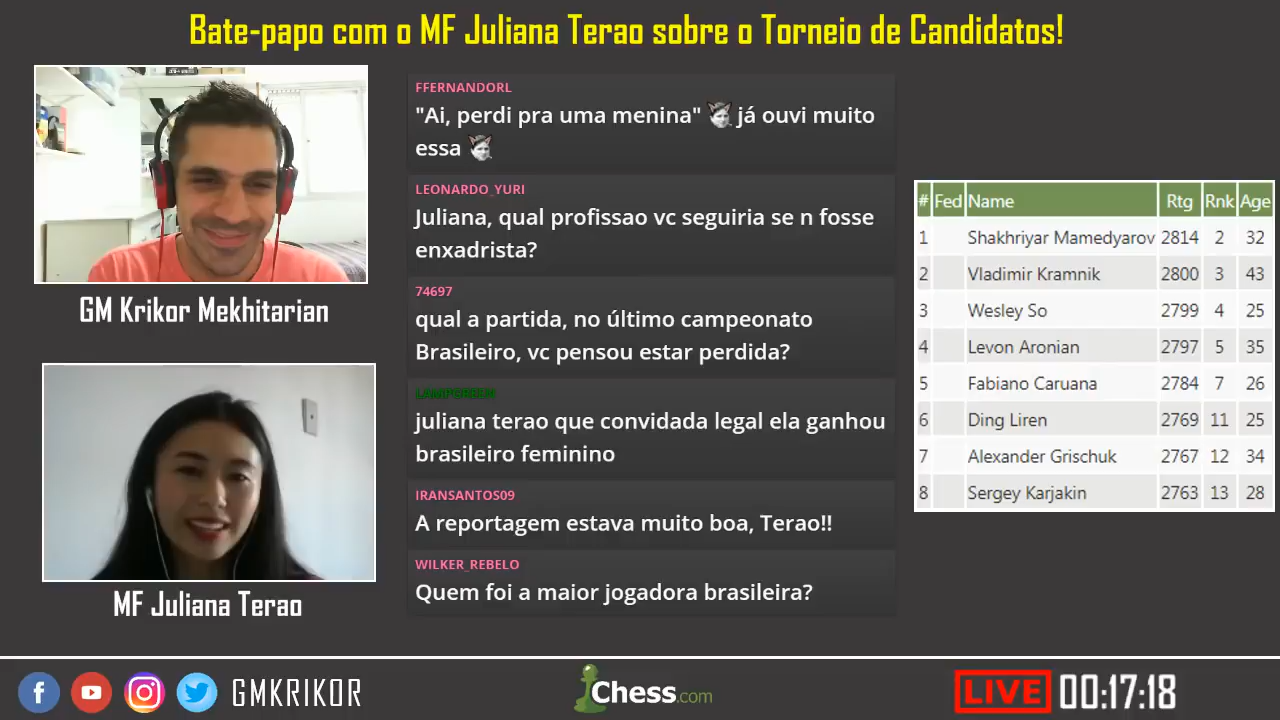 Bate-papo com o MF Juliana Terao sobre o Torneio de Candidatos!
GM Krikor Mekhitarian
MF Juliana Terao
FFERNANDORL
"Ai, perdi pra uma menina" já ouvi muito
essa
LEONARDO_YURI
Juliana, qual profissao vc seguiria se n fosse
enxadrista?
74697
qual a partida, no último campeonato
Brasileiro, vc pensou estar perdida?
juliana terao que convidada legal ela ganhou
brasileiro feminino
IRANSANTOS09
A reportagem estava muito boa, Terao!!
WILKER_REBELO
Quem foi a maior jogadora brasileira?
# Fed Name Rtg Rnk Age
1 Shakhriyar Mamedyarov 2814 2 32
2 Vladimir Kramnik 2800 3 43
3 Wesley So 2799 4 25
4 Levon Aronian 2797 5 35
5 Fabiano Caruana 2784 7 26
6 Ding Liren 2769 11 25
7 Alexander Grischuk 2767 12 34
8 Sergey Karjakin 2763 13 28
GMKRIKOR
Chess.com
LIVE 00:17:18